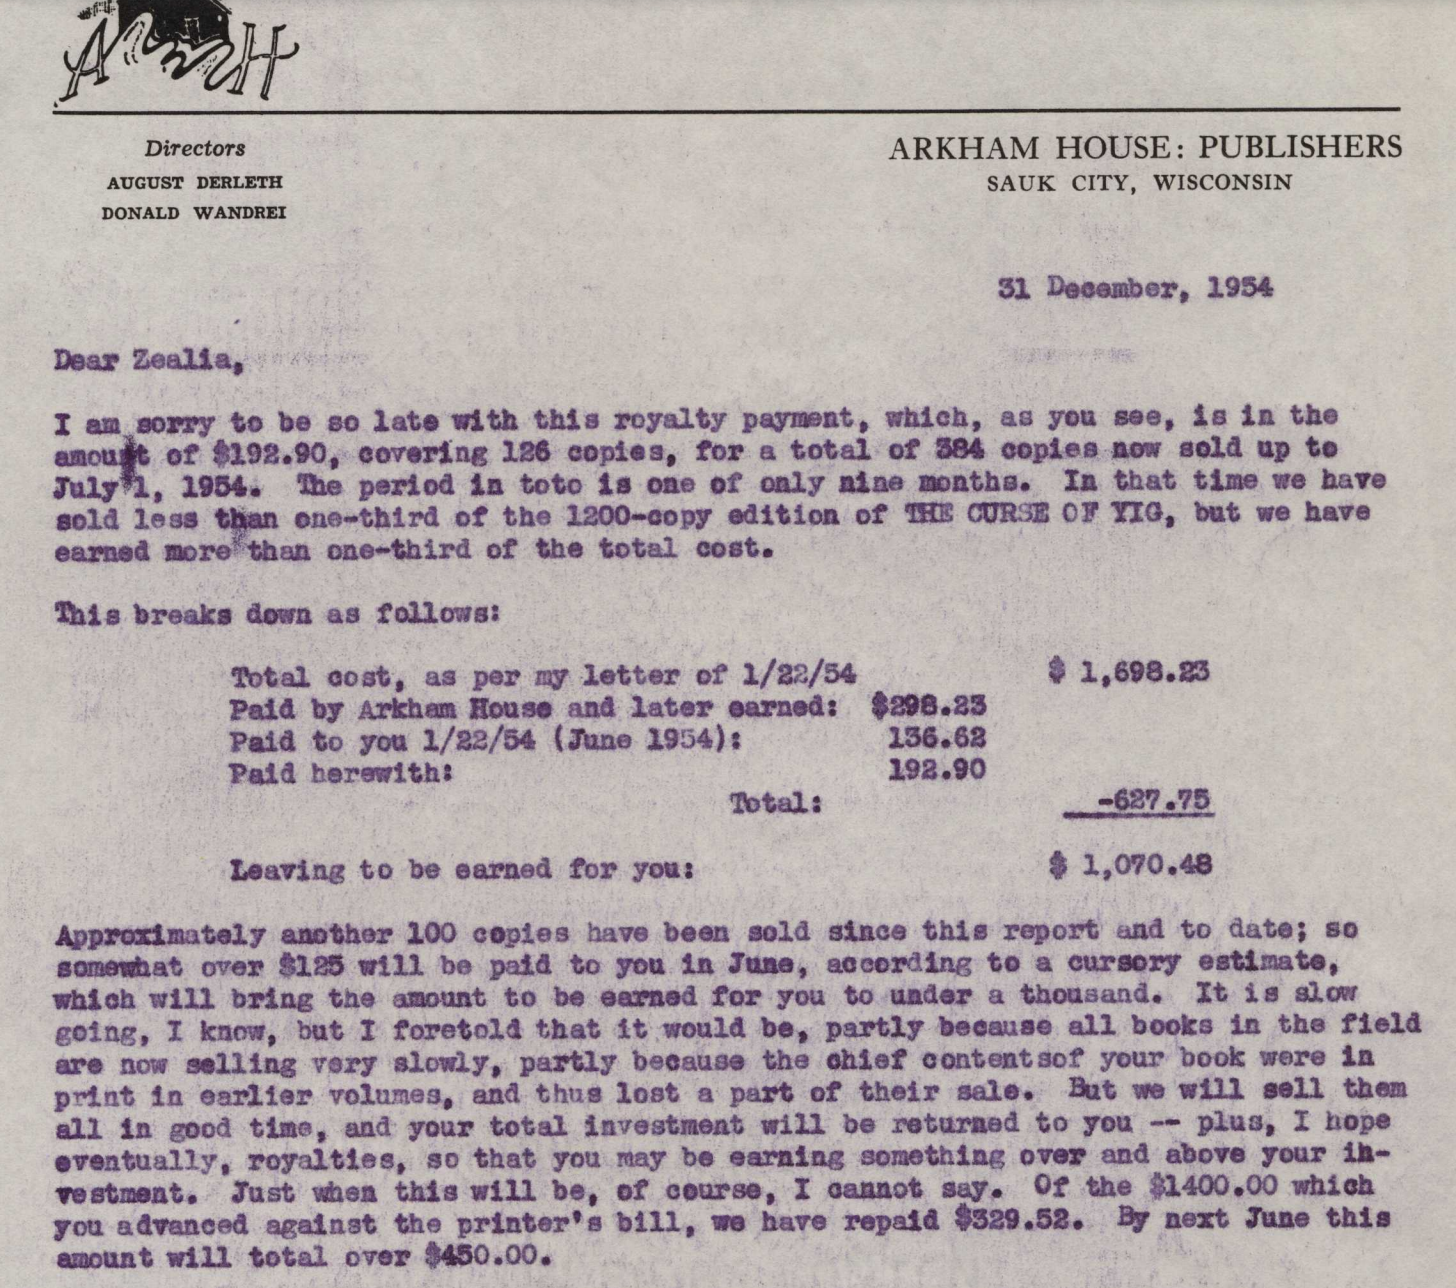 AH
Directors
AUGUST DERLETH
DONALD WANDREI
ARKHAM HOUSE: PUBLISHERS
SAUK CITY, WISCONSIN
31 December, 1954
Dear Zealia,
I am sorry to be so late with this royalty payment, which, as you see, is in the
amount of $192.90, covering 126 copies, for a total of 384 copies now sold up to
July 1, 1954. The period in toto is one of only nine months. In that time we have
sold less than one-third of the 1200-copy edition of THE CURSE OF YIG, but we have
earned more than one-third of the total cost.
This breaks down as follows:
Total cost, as per my letter of 1/22/54 $ 1,698.23
Paid by Arkham House and later earned: $298.23
Paid to you 1/22/54 (June 1954): 136.62
Paid herewith: 192.90
Total: -627.75
Leaving to be earned for you: $ 1,070.48
Approximately another 100 copies have been sold since this report and to date; so
somewhat over $125 will be paid to you in June, according to a cursory estimate,
which will bring the amount to be earned for you to under a thousand. It is slow
going, I know, but I foretold that it would be, partly because all books in the field
are now selling very slowly, partly because the chief contentsof your book were in
print in earlier volumes, and thus lost a part of their sale. But we will sell them
all in good time, and your total investment will be returned to you -- plus, I hope
eventually, royalties, so that you may be earning something over and above your in-
vestment. Just when this will be, of course, I cannot say. Of the $1400.00 which
you advanced against the printer's bill, we have repaid $329.52. By next June this
amount will total over $450.00.